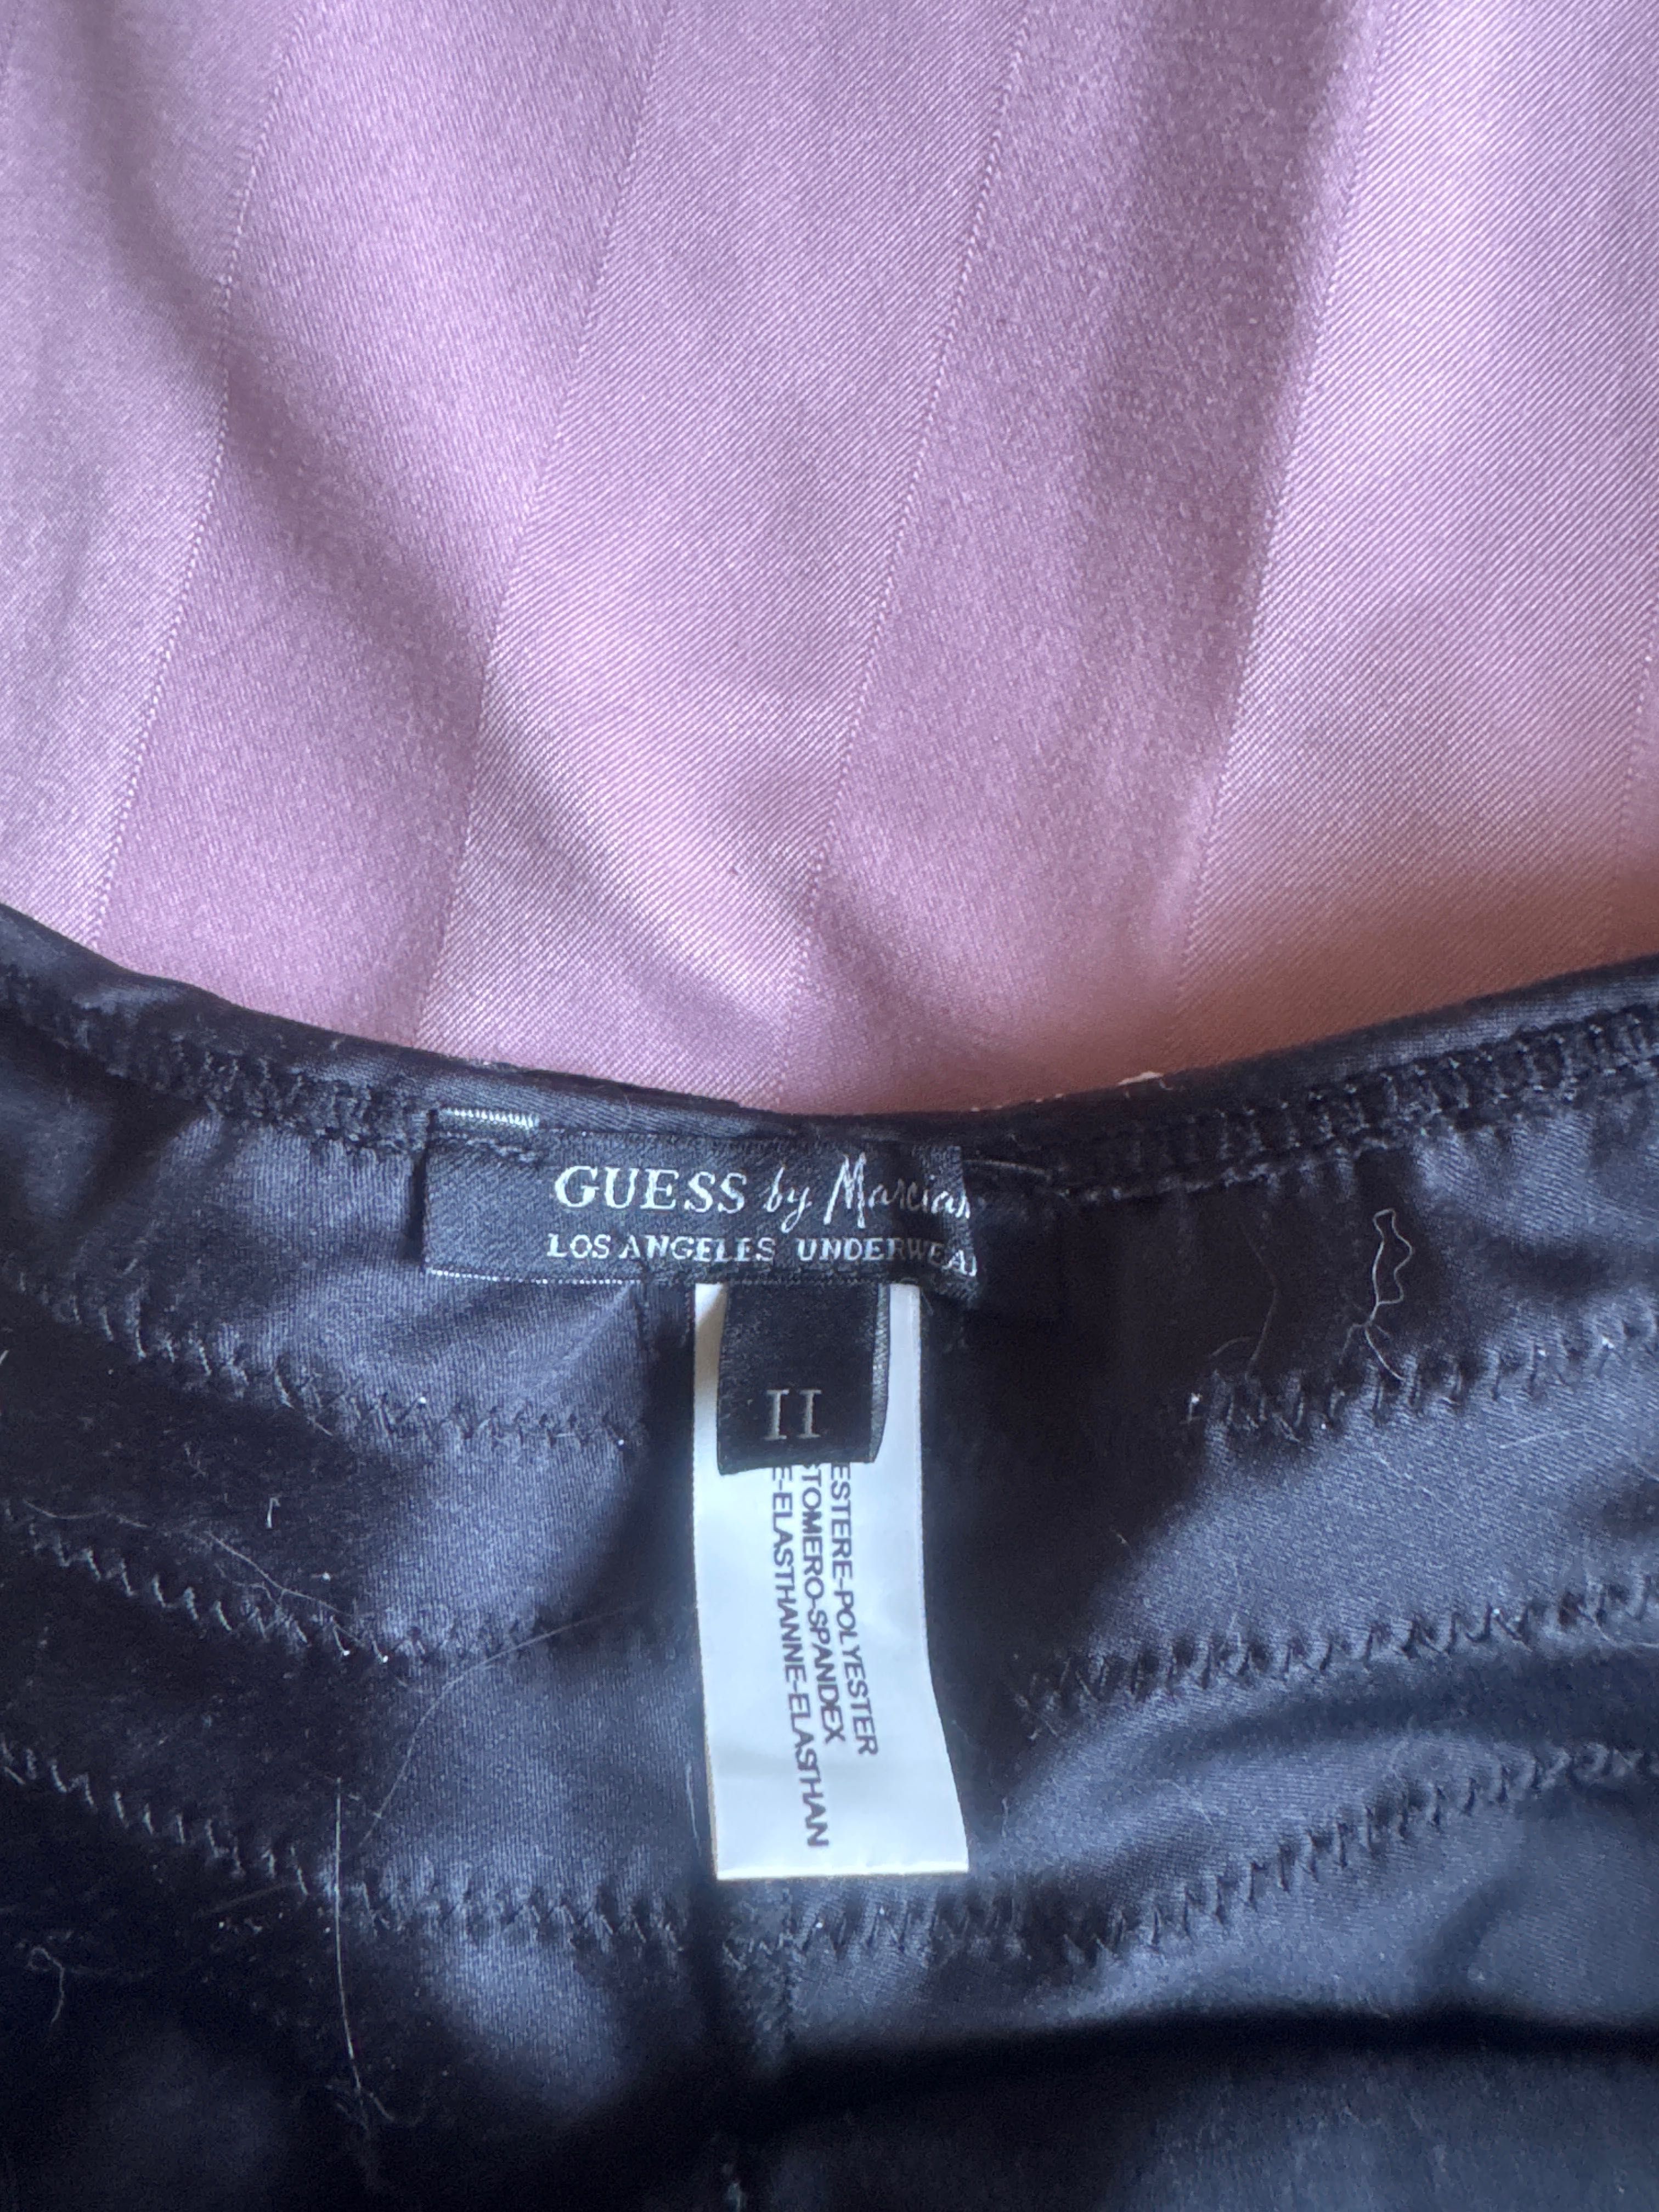 GUESS by Marcian
LOS ANGELES UNDERWEA
II
ESTERE-POLYESTER
STOMERO-SPANDEX
E-ELASTHANNE-ELASTHAN